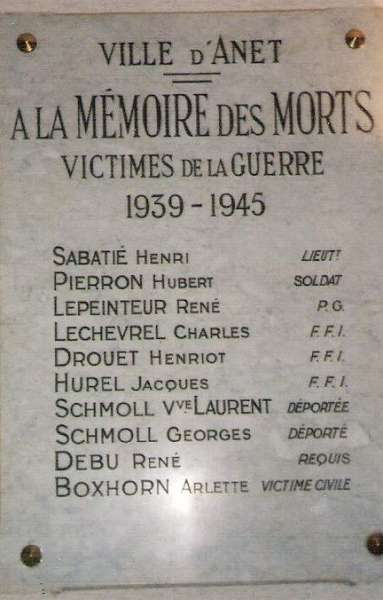 VILLE D'ANET
A LA MÉMOIRE DES MORTS
VICTIMES DE LA GUERRE
1939-1945
SABATIÉ HENRI LIEUTT
PIERRON HUBERT SOLDAT
LEPEINTEUR RENÉ P.G.
LECHEVREL CHARLES F.F.I.
DROUET HENRIOT F.F.I.
HUREL JACQUES F.F.I.
SCHMOLL VVE LAURENT DÉPORTÉE
SCHMOLL GEORGES DÉPORTÉ
DEBU RENÉ REQUIS
BOXHORN ARLETTE VICTIME CIVILE